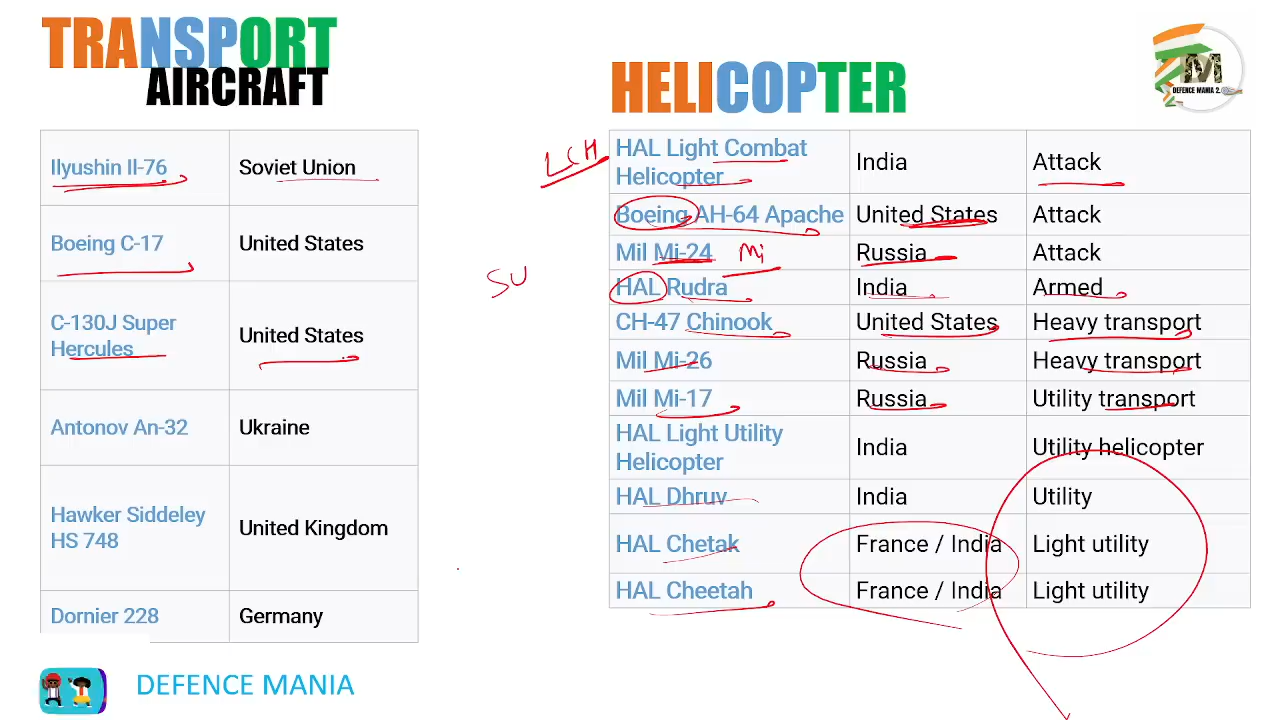 TRANSPORT
AIRCRAFT
Ilyushin Il-76 Soviet Union
Boeing C-17 United States
C-130J Super
Hercules United States
Antonov An-32 Ukraine
Hawker Siddeley
HS 748 United Kingdom
Dornier 228 Germany
DEFENCE MANIA
SU
HELICOPTER
M
DEFENCE MANIA 2.
LCH
HAL Light Combat
Helicopter India Attack
Boeing AH-64 Apache United States Attack
Mil Mi-24 Mi Russia Attack
HAL Rudra India Armed
CH-47 Chinook United States Heavy transport
Mil Mi-26 Russia Heavy transport
Mil Mi-17 Russia Utility transport
HAL Light Utility
Helicopter India Utility helicopter
HAL Dhruv India Utility
HAL Chetak France / India Light utility
HAL Cheetah France / India Light utility